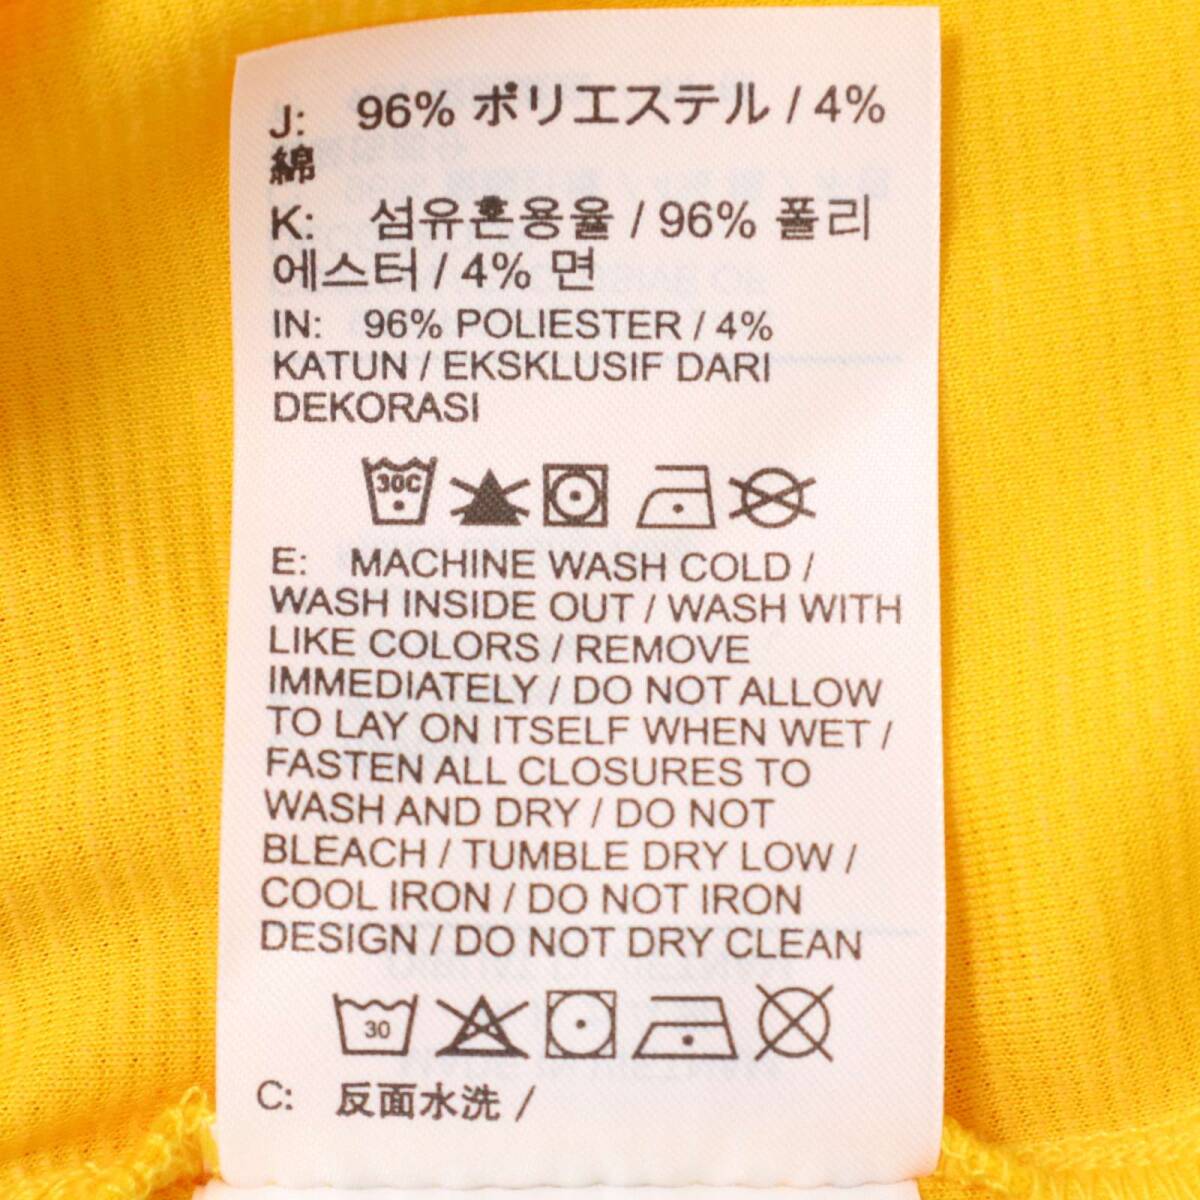 J: 96% ポリエステル / 4%
綿
K: 섬유혼용율 / 96% 폴리
에스터 / 4% 면
IN: 96% POLIESTER / 4%
KATUN / EKSKLUSIF DARI
DEKORASI
30C
E: MACHINE WASH COLD /
WASH INSIDE OUT / WASH WITH
LIKE COLORS / REMOVE
IMMEDIATELY / DO NOT ALLOW
TO LAY ON ITSELF WHEN WET /
FASTEN ALL CLOSURES TO
WASH AND DRY / DO NOT
BLEACH / TUMBLE DRY LOW /
COOL IRON / DO NOT IRON
DESIGN / DO NOT DRY CLEAN
30
C: 反面水洗 /